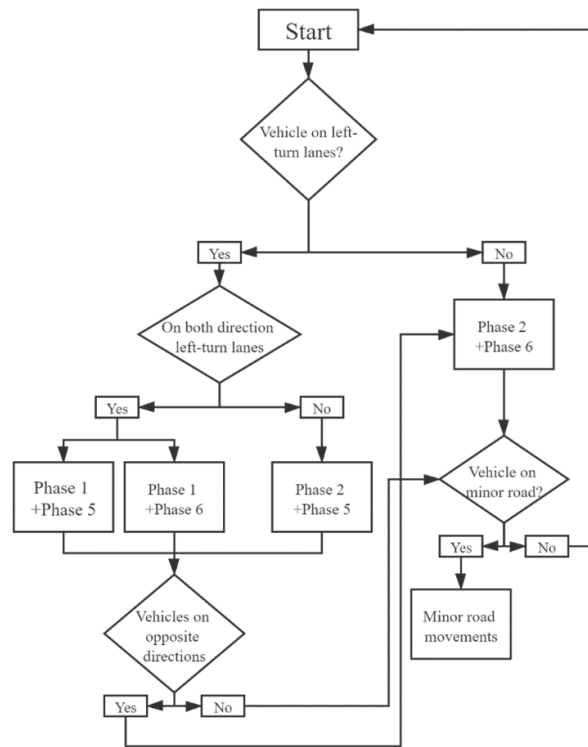 Start
Vehicle on left-
turn lanes?
Yes
No
On both direction
left-turn lanes
Phase 2
+Phase 6
Yes
No
Phase 1
+Phase 5
Phase 1
+Phase 6
Phase 2
+Phase 5
Vehicle on
minor road?
Yes
No
Vehicles on
opposite
directions
Minor road
movements
Yes
No